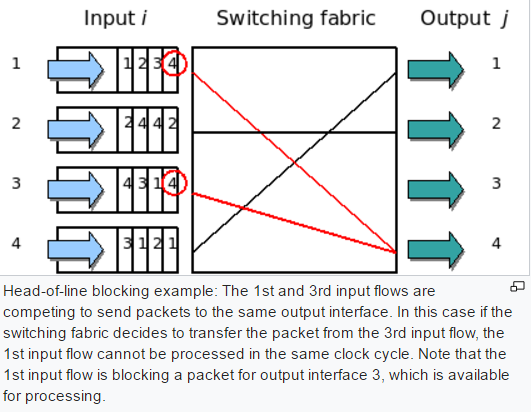 Input i Switching fabric Output j
1 1 2 3 4 1
2 2 4 4 2 2
3 4 3 1 4 3
4 3 1 2 1 4
Head-of-line blocking example: The 1st and 3rd input flows are
competing to send packets to the same output interface. In this case if the
switching fabric decides to transfer the packet from the 3rd input flow, the
1st input flow cannot be processed in the same clock cycle. Note that the
1st input flow is blocking a packet for output interface 3, which is available
for processing.